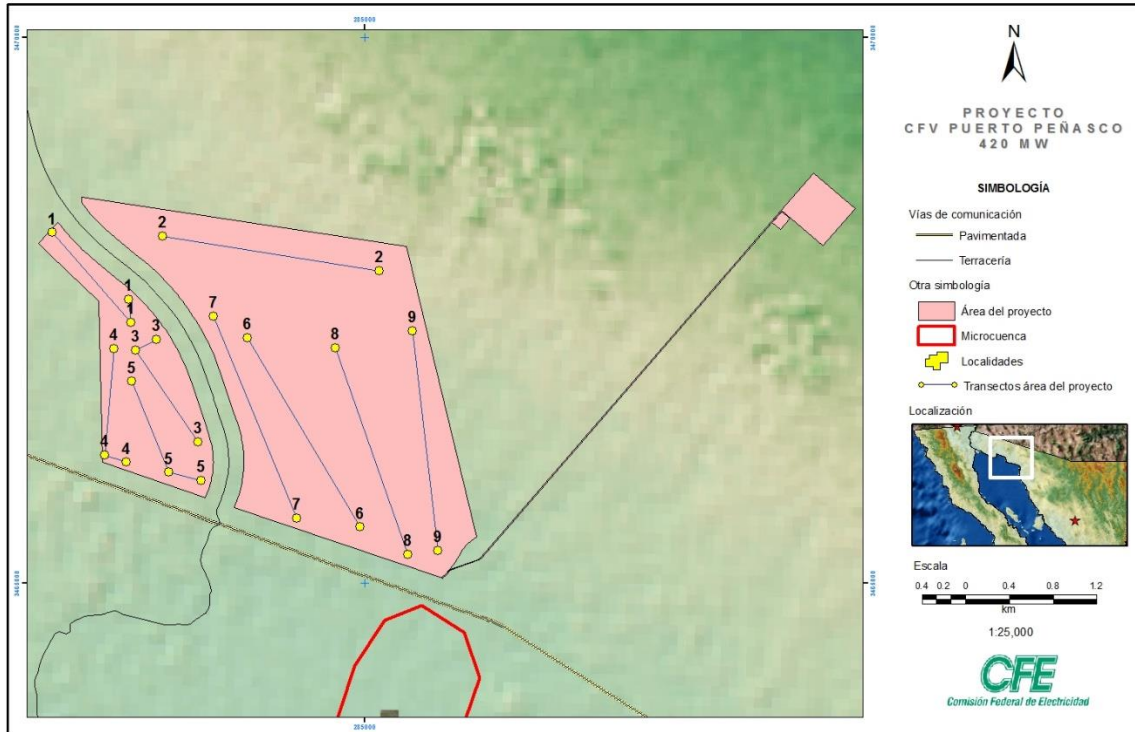 285000
3470000
1
2
2
1
7
9
1
6
3
8
4
3
5
3
4
4
5
5
7
6
9
8
285000
N
PROYECTO
CFV PUERTO PEÑASCO
420 MW
SIMBOLOGÍA
Vías de comunicación
Pavimentada
Terracería
Otra simbología
Área del proyecto
Microcuenca
Localidades
Transectos área del proyecto
Localización
Escala
0.4 0.2 0 0.4 0.8 1.2
km
1:25,000
CFE
Comisión Federal de Electricidad